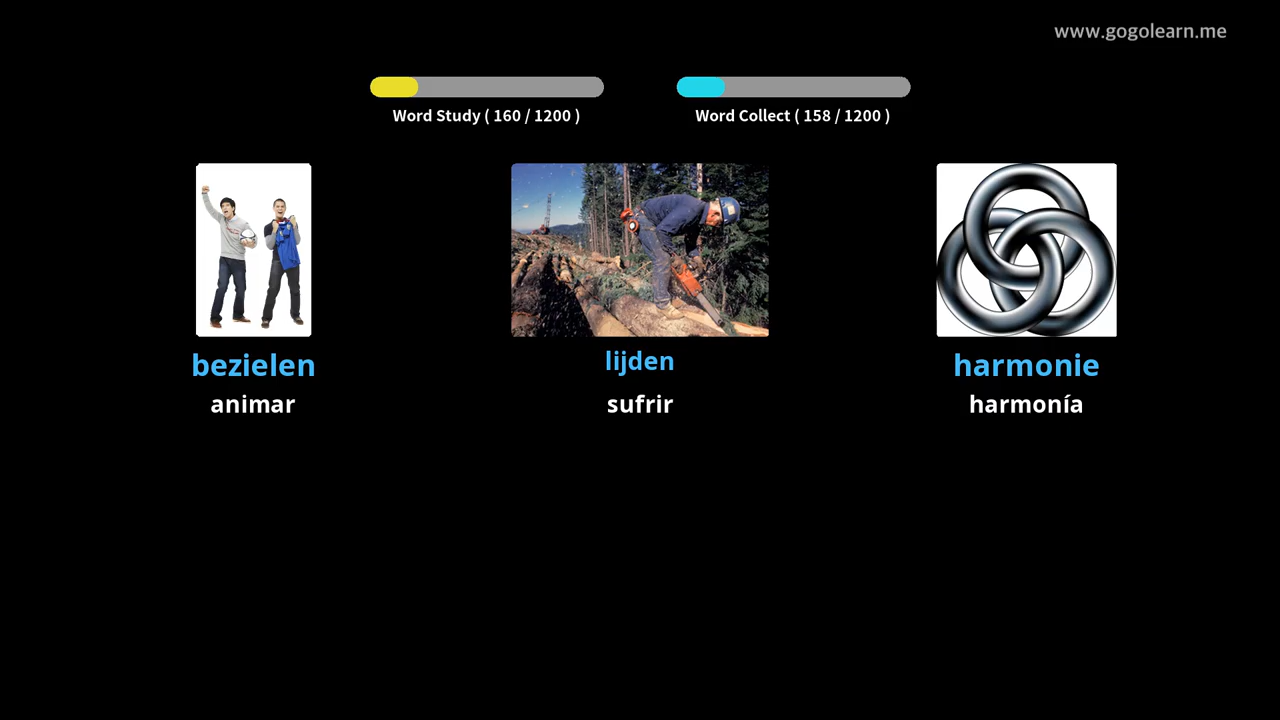 www.gogolearn.me
Word Study ( 160 / 1200 )
Word Collect ( 158 / 1200 )
bezielen
animar
lijden
sufrir
harmonie
harmonía